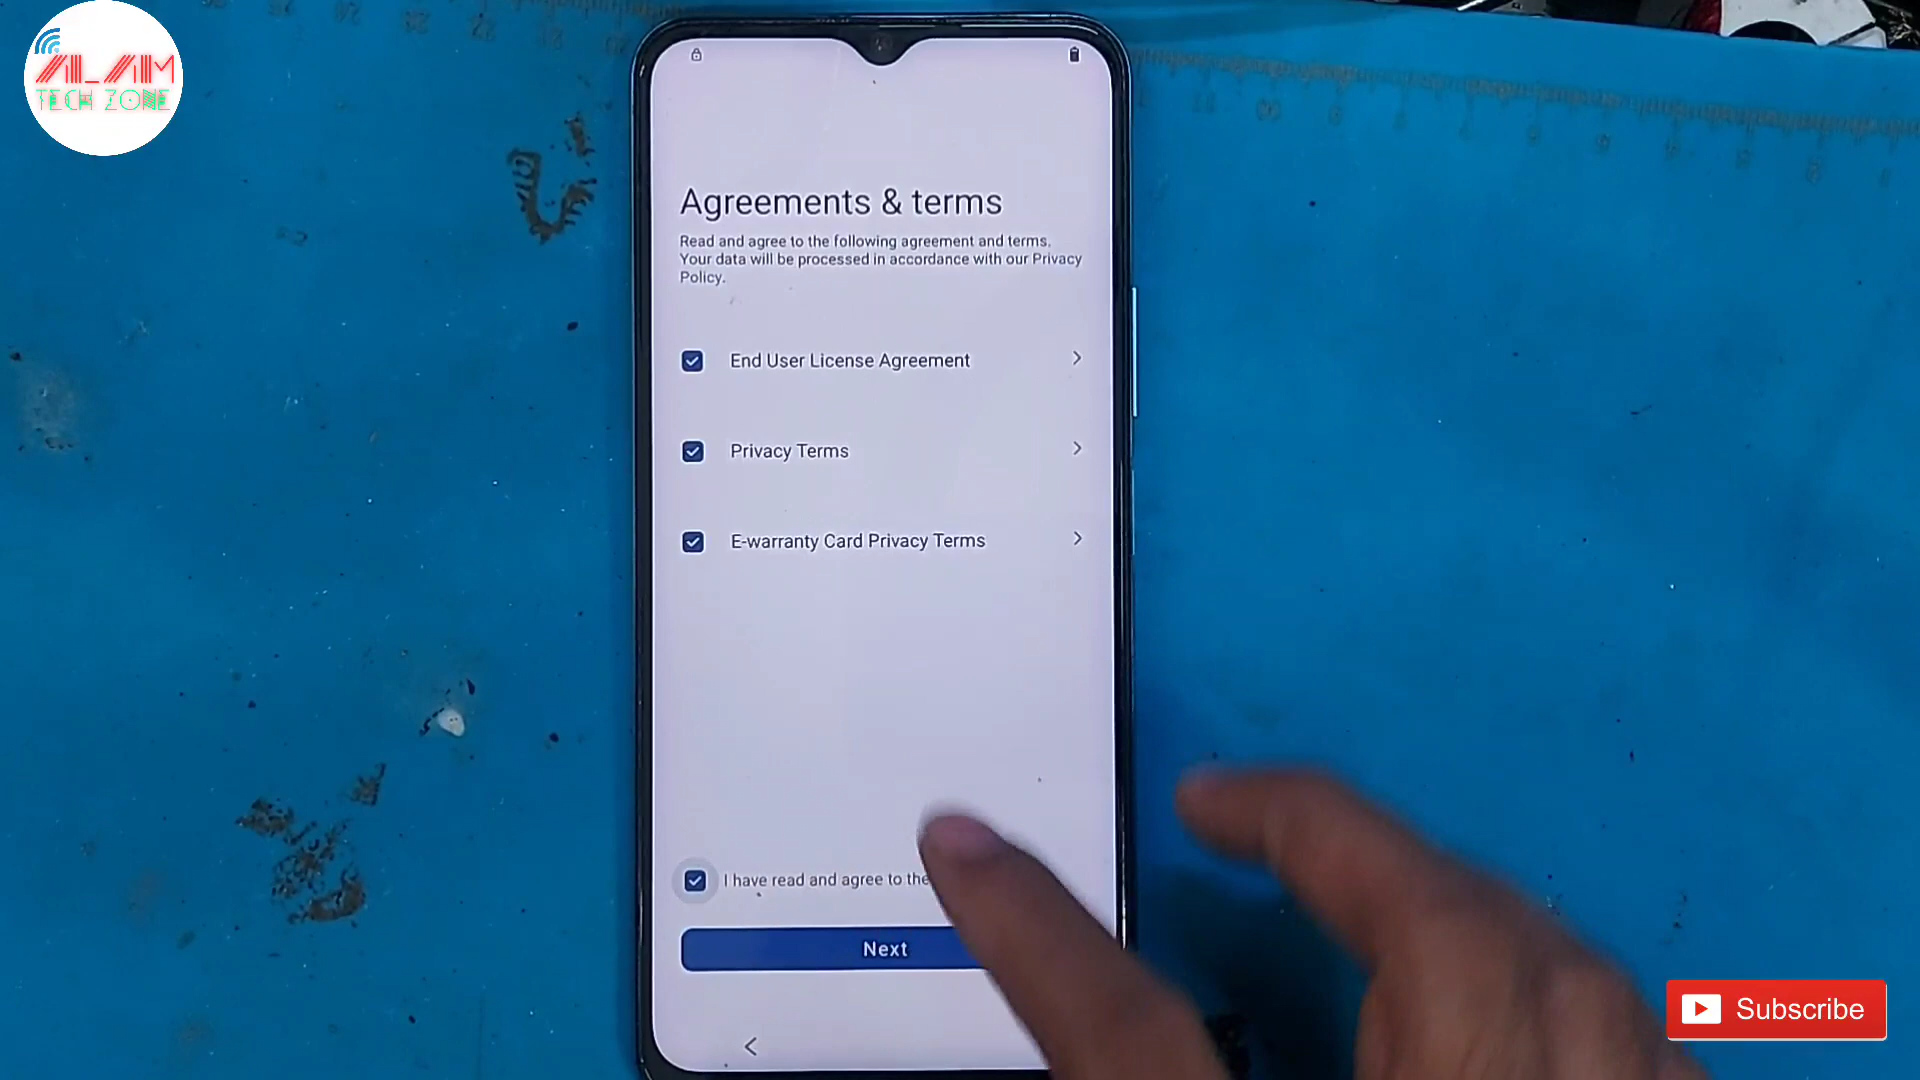 ALAM
TECH ZONE
Agreements & terms
Read and agree to the following agreement and terms.
Your data will be processed in accordance with our Privacy
Policy.
End User License Agreement
Privacy Terms
E-warranty Card Privacy Terms
I have read and agree to the
Next
Subscribe